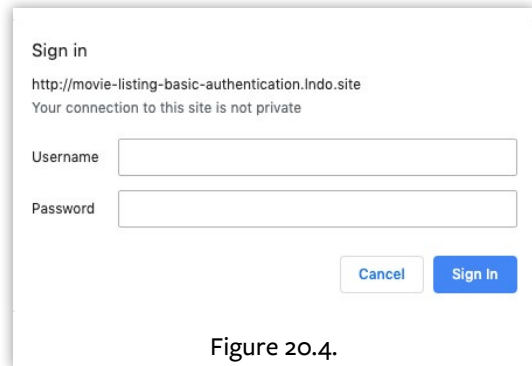 Sign in
http://movie-listing-basic-authentication.lndo.site
Your connection to this site is not private
Username
Password
Cancel Sign In
Figure 20.4.